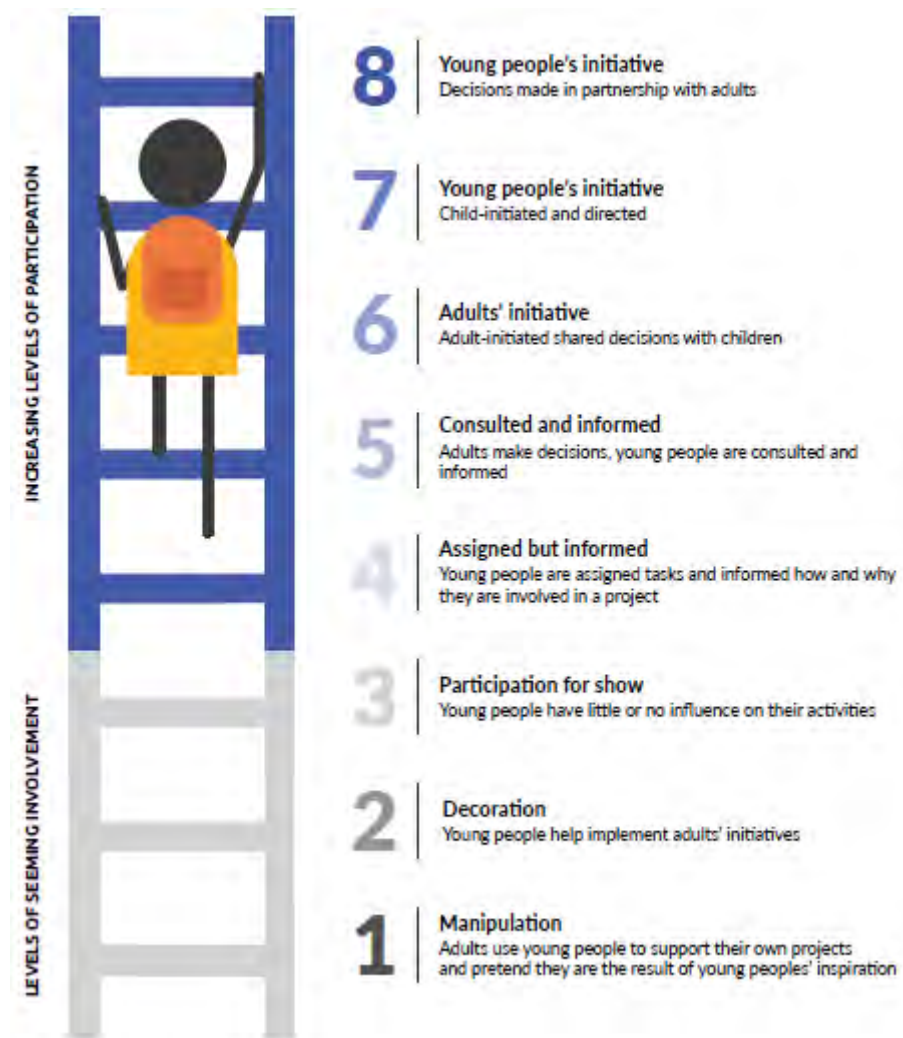 8
Young people's initiative
Decisions made in partnership with adults
7
Young people's initiative
Child-initiated and directed
6
Adults' initiative
Adult-initiated shared decisions with children
5
Consulted and informed
Adults make decisions, young people are consulted and
informed
4
Assigned but informed
Young people are assigned tasks and informed how and why
they are involved in a project
3
Participation for show
Young people have little or no influence on their activities
2
Decoration
Young people help implement adults' initiatives
1
Manipulation
Adults use young people to support their own projects
and pretend they are the result of young peoples' inspiration
INCREASING LEVELS OF PARTICIPATION
LEVELS OF SEEMING INVOLVEMENT